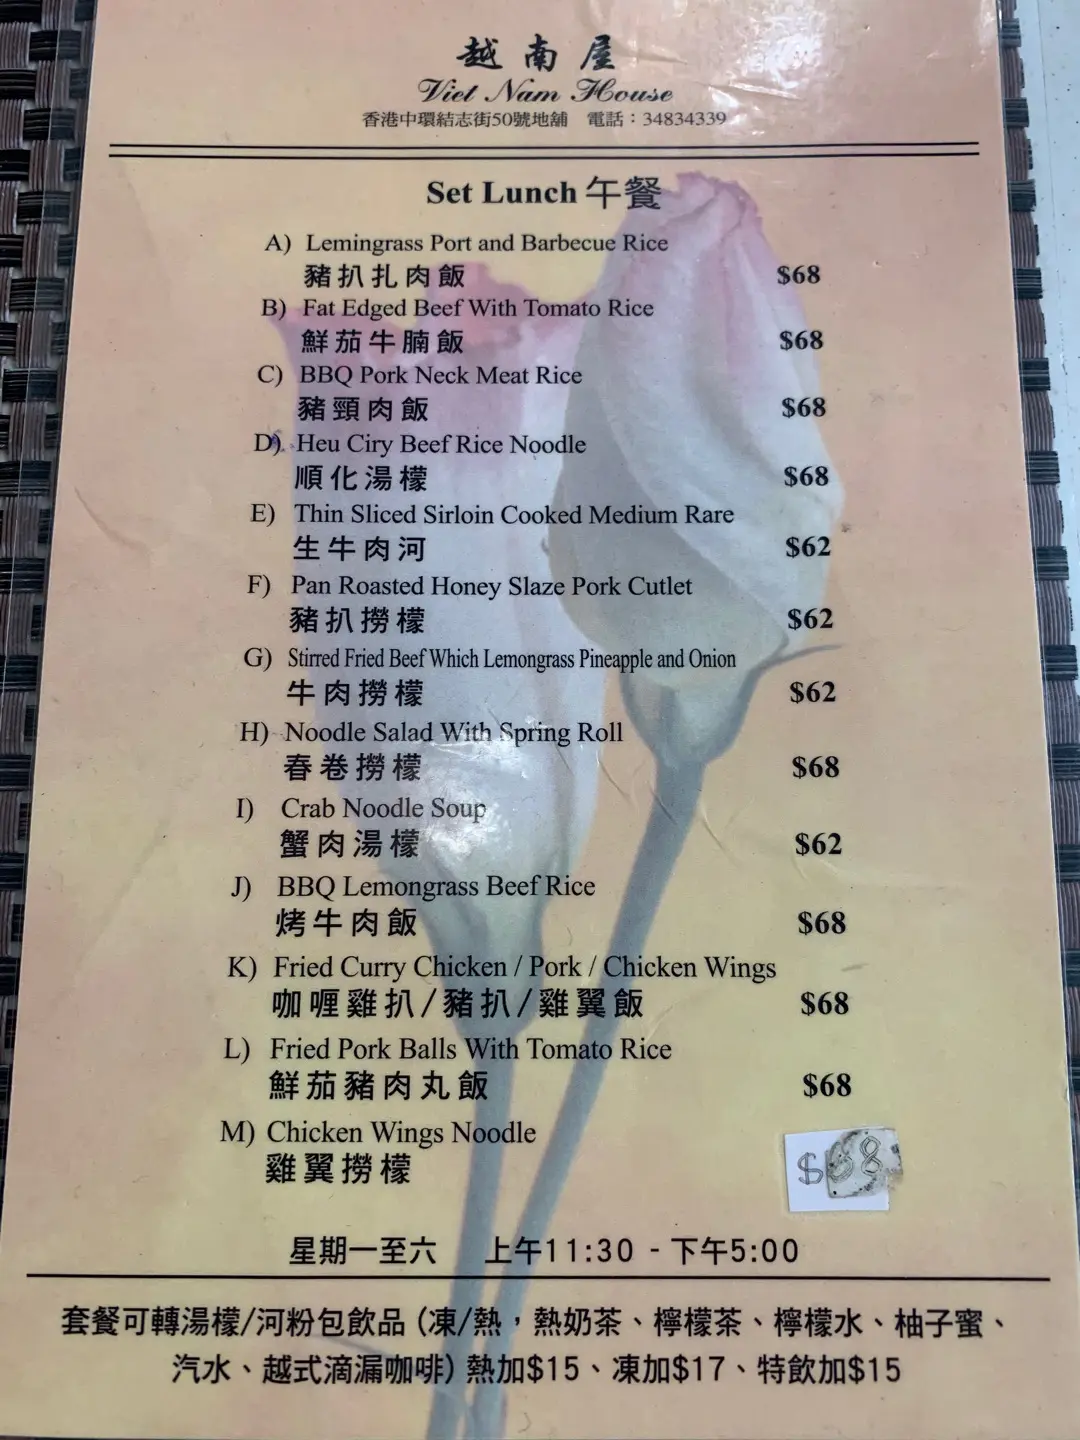 越南屋
Viet Nam House
香港中環結志街50號地舖 電話：34834339
Set Lunch 午餐
A) Lemingrass Port and Barbecue Rice
豬扒扎肉飯 $68
B) Fat Edged Beef With Tomato Rice
鮮茄牛腩飯 $68
C) BBQ Pork Neck Meat Rice
豬頸肉飯 $68
D) Heu Ciry Beef Rice Noodle
順化湯檬 $68
E) Thin Sliced Sirloin Cooked Medium Rare
生牛肉河 $62
F) Pan Roasted Honey Slaze Pork Cutlet
豬扒撈檬 $62
G) Stirred Fried Beef Which Lemongrass Pineapple and Onion
牛肉撈檬 $62
H) Noodle Salad With Spring Roll
春卷撈檬 $68
I) Crab Noodle Soup
蟹肉湯檬 $62
J) BBQ Lemongrass Beef Rice
烤牛肉飯 $68
K) Fried Curry Chicken / Pork / Chicken Wings
咖喱雞扒/豬扒/雞翼飯 $68
L) Fried Pork Balls With Tomato Rice
鮮茄豬肉丸飯 $68
M) Chicken Wings Noodle
雞翼撈檬 $68
星期一至六 上午11:30 - 下午5:00
套餐可轉湯檬/河粉包飲品 (凍/熱，熱奶茶、檸檬茶、檸檬水、柚子蜜、
汽水、越式滴漏咖啡) 熱加$15、凍加$17、特飲加$15